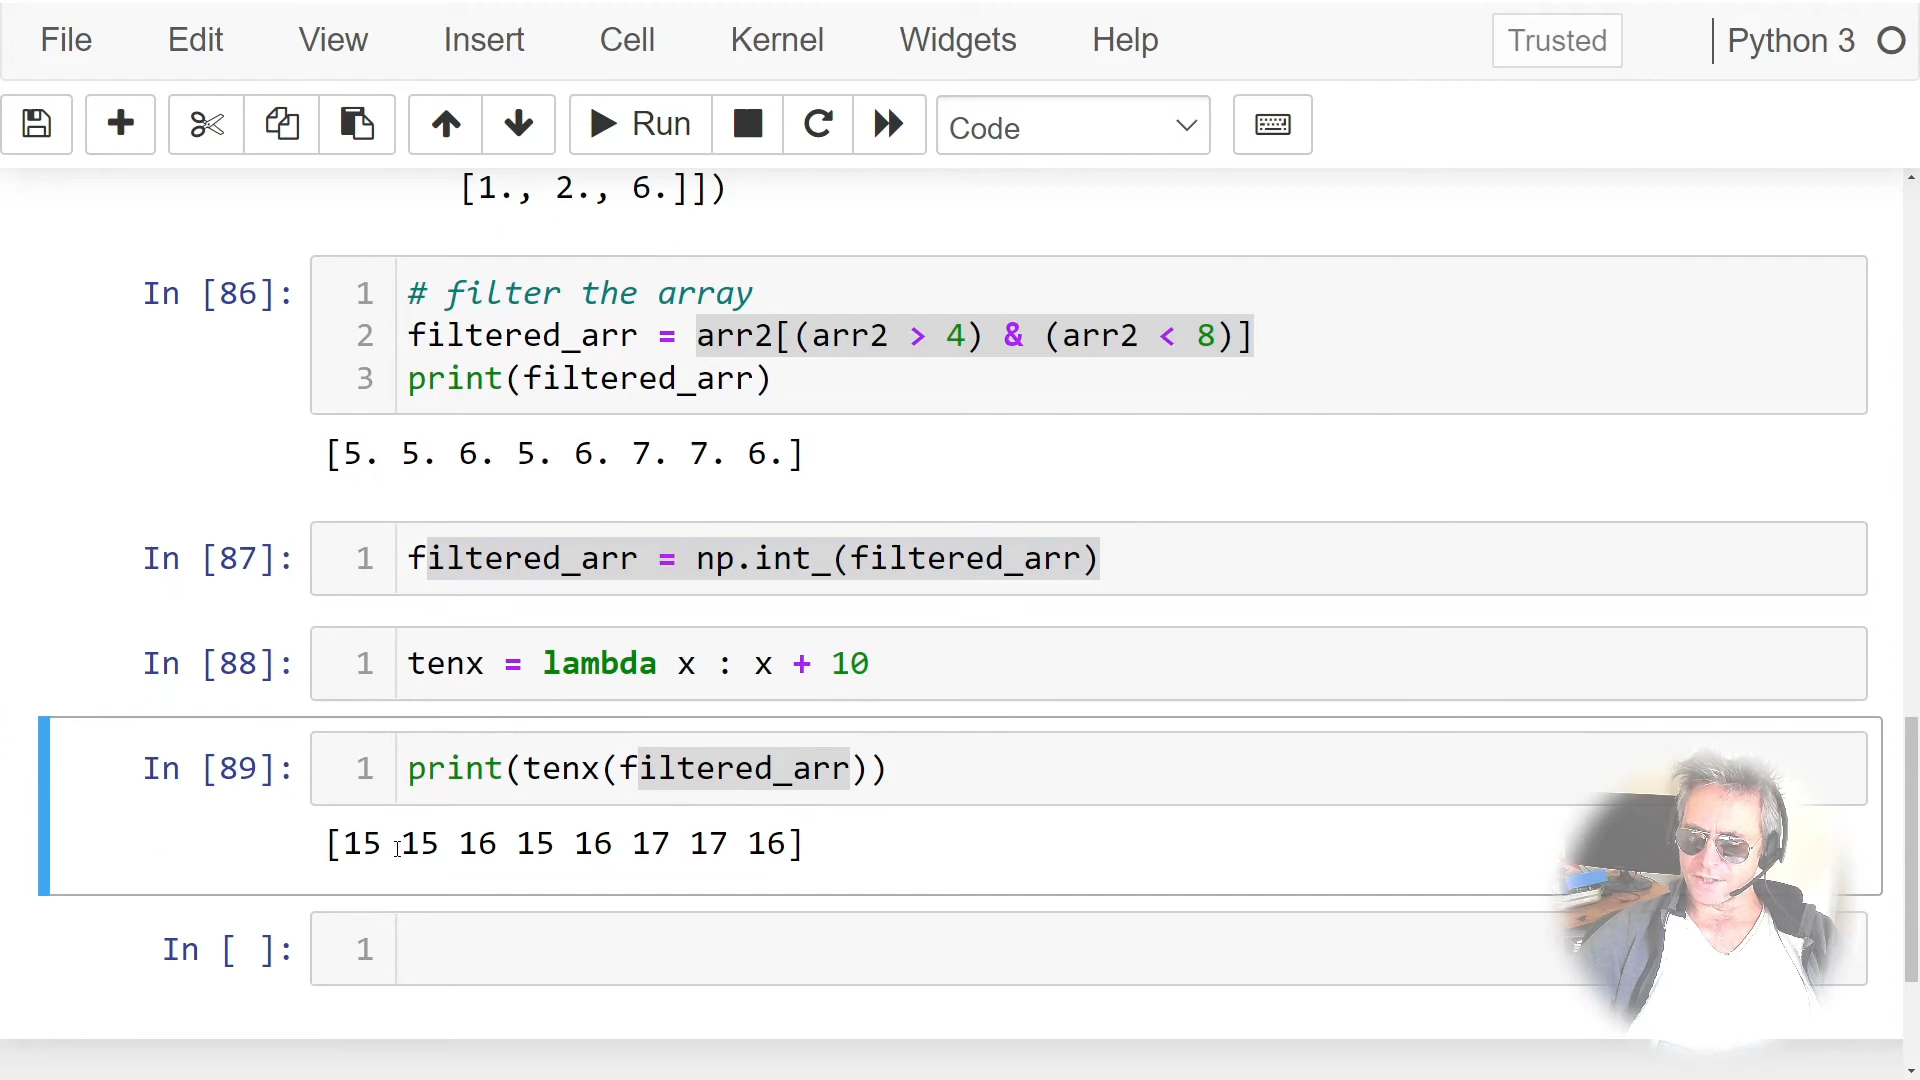 File Edit View Insert Cell Kernel Widgets Help Trusted Python 3
Run Code
[1., 2., 6.]])
In [86]:
1 # filter the array
2 filtered_arr = arr2[(arr2 > 4) & (arr2 < 8)]
3 print(filtered_arr)
[5. 5. 6. 5. 6. 7. 7. 6.]
In [87]:
1 filtered_arr = np.int_(filtered_arr)
In [88]:
1 tenx = lambda x : x + 10
In [89]:
1 print(tenx(filtered_arr))
[15 15 16 15 16 17 17 16]
In [ ]:
1